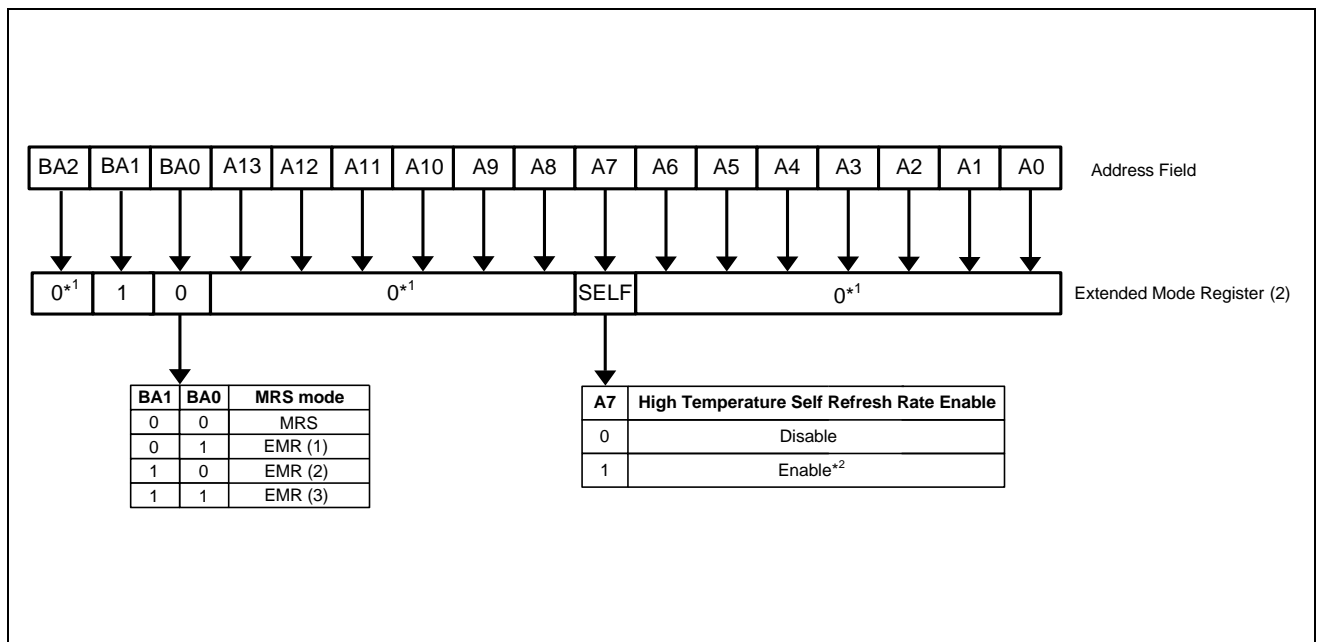 BA2 BA1 BA0 A13 A12 A11 A10 A9 A8 A7 A6 A5 A4 A3 A2 A1 A0 Address Field
0*1 1 0 0*1 SELF 0*1 Extended Mode Register (2)
BA1 BA0 MRS mode
0 0 MRS
0 1 EMR (1)
1 0 EMR (2)
1 1 EMR (3)
A7 High Temperature Self Refresh Rate Enable
0 Disable
1 Enable*2